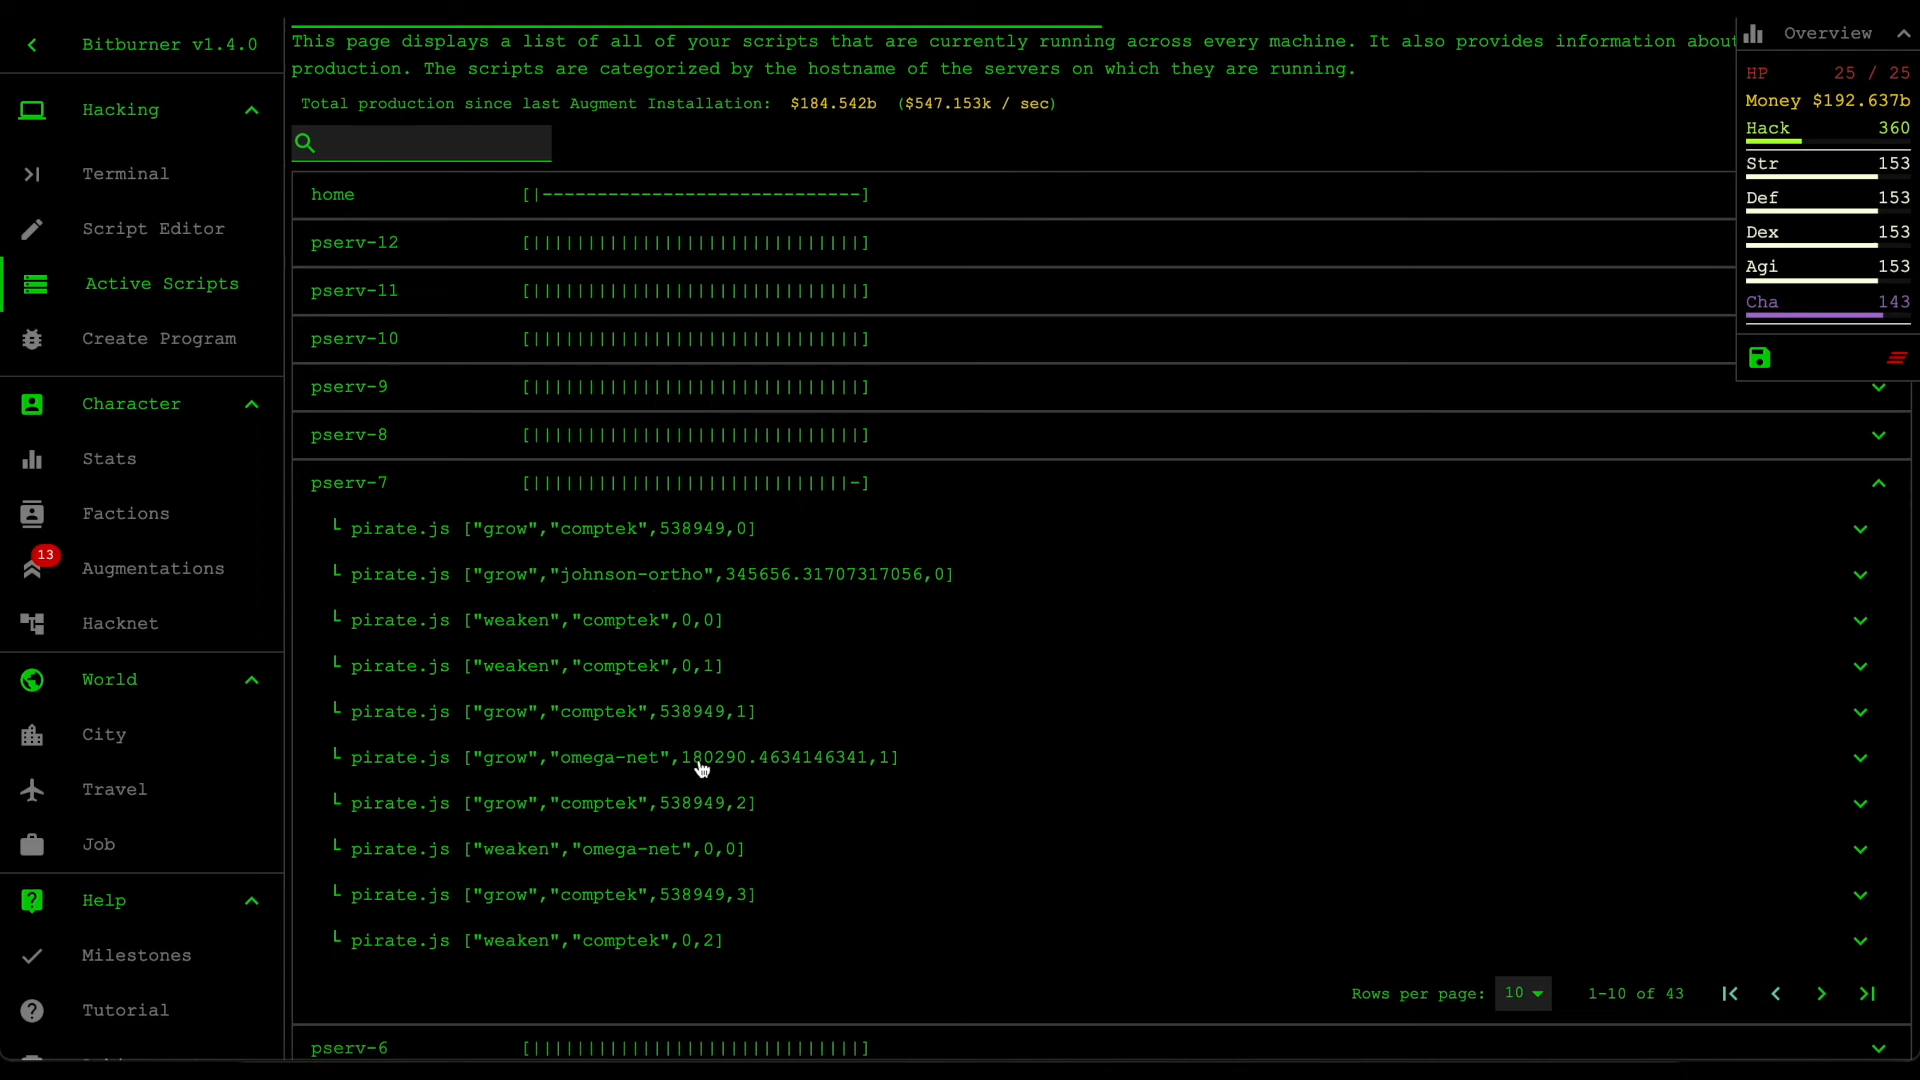 Bitburner v1.4.0
Hacking
Terminal
Script Editor
Active Scripts
Create Program
Character
Stats
Factions
13
Augmentations
Hacknet
World
City
Travel
Job
Help
Milestones
Tutorial
This page displays a list of all of your scripts that are currently running across every machine. It also provides information about
production. The scripts are categorized by the hostname of the servers on which they are running.
Total production since last Augment Installation: $184.542b ($547.153k / sec)
home [|-----------------------------]
pserv-12 [||||||||||||||||||||||||||||||]
pserv-11 [||||||||||||||||||||||||||||||]
pserv-10 [||||||||||||||||||||||||||||||]
pserv-9 [||||||||||||||||||||||||||||||]
pserv-8 [||||||||||||||||||||||||||||||]
pserv-7 [|||||||||||||||||||||||||||||-]
└ pirate.js ["grow","comptek",538949,0]
└ pirate.js ["grow","johnson-ortho",345656.31707317056,0]
└ pirate.js ["weaken","comptek",0,0]
└ pirate.js ["weaken","comptek",0,1]
└ pirate.js ["grow","comptek",538949,1]
└ pirate.js ["grow","omega-net",180290.4634146341,1]
└ pirate.js ["grow","comptek",538949,2]
└ pirate.js ["weaken","omega-net",0,0]
└ pirate.js ["grow","comptek",538949,3]
└ pirate.js ["weaken","comptek",0,2]
Rows per page: 10 1-10 of 43
pserv-6 [||||||||||||||||||||||||||||||]
Overview
HP 25 / 25
Money $192.637b
Hack 360
Str 153
Def 153
Dex 153
Agi 153
Cha 143